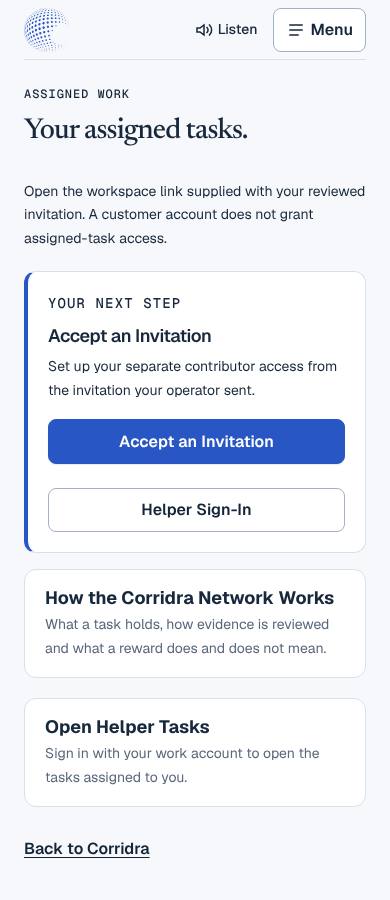 Listen
Menu
ASSIGNED WORK
Your assigned tasks.
Open the workspace link supplied with your reviewed
invitation. A customer account does not grant
assigned-task access.
YOUR NEXT STEP
Accept an Invitation
Set up your separate contributor access from
the invitation your operator sent.
Accept an Invitation
Helper Sign-In
How the Corridra Network Works
What a task holds, how evidence is reviewed
and what a reward does and does not mean.
Open Helper Tasks
Sign in with your work account to open the
tasks assigned to you.
Back to Corridra